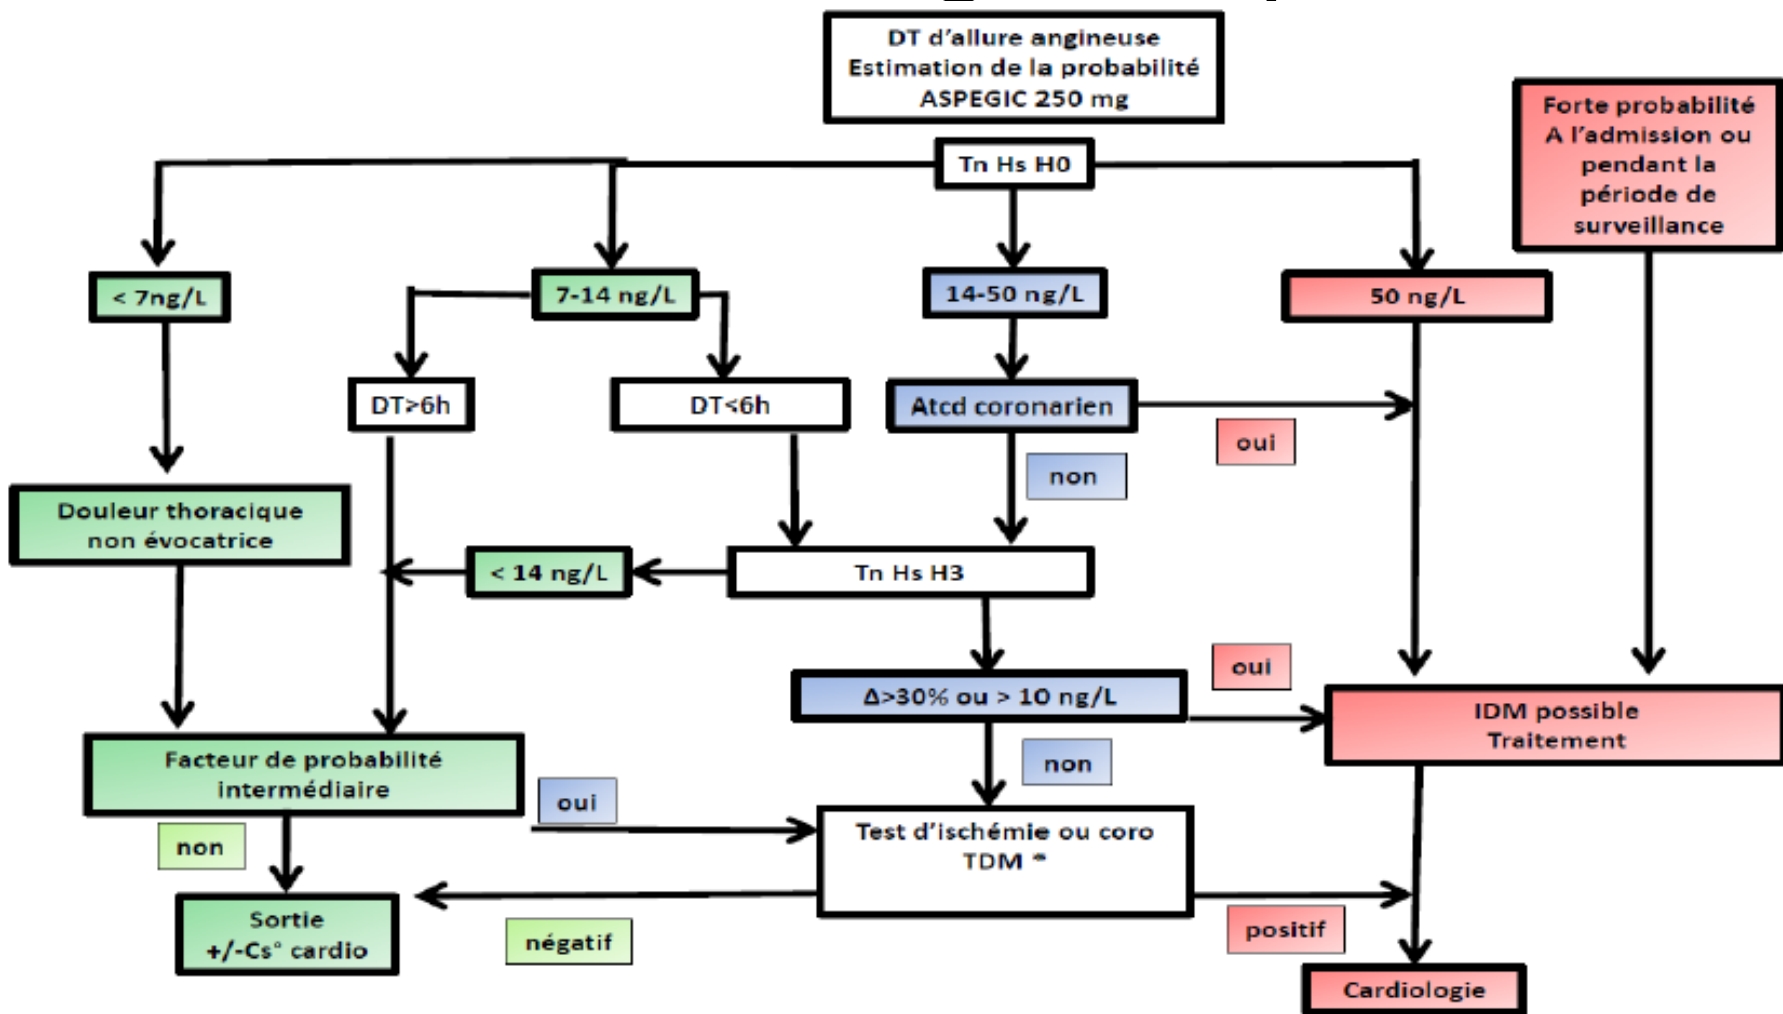 DT d'allure angineuse
Estimation de la probabilité
ASPEGIC 250 mg
Forte probabilité
A l'admission ou
pendant la
période de
surveillance
Tn Hs H0
< 7ng/L
7-14 ng/L
14-50 ng/L
50 ng/L
DT>6h
DT<6h
Atcd coronarien
oui
non
Douleur thoracique
non évocatrice
< 14 ng/L
Tn Hs H3
oui
Δ>30% ou > 10 ng/L
IDM possible
Traitement
non
Facteur de probabilité
intermédiaire
oui
Test d'ischémie ou coro
TDM *
non
Sortie
+/-Cs° cardio
négatif
positif
Cardiologie